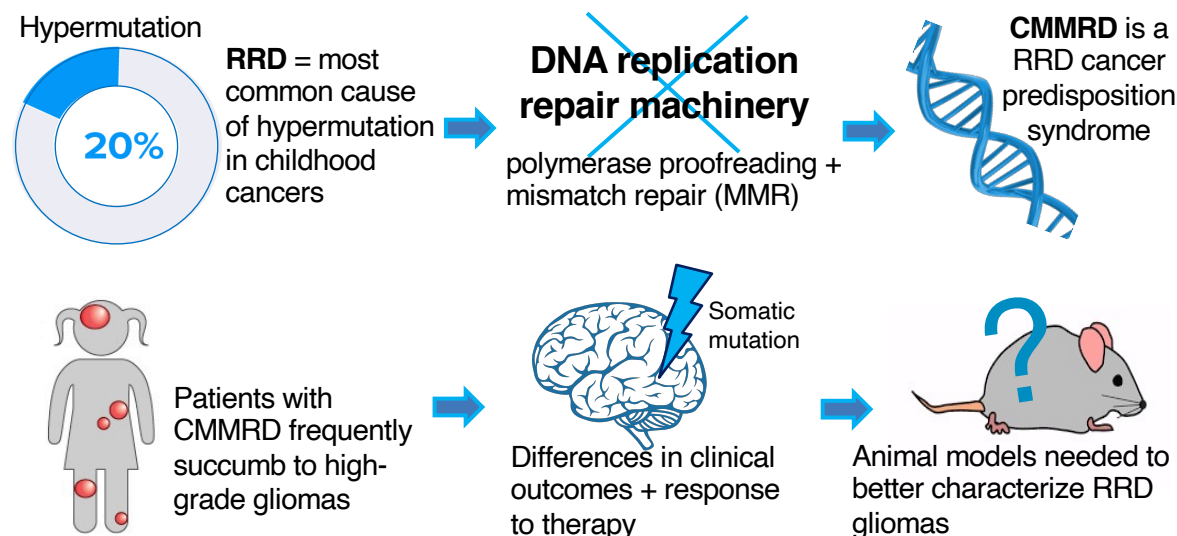 Hypermutation
20%
RRD = most
common cause
of hypermutation
in childhood
cancers
DNA replication
repair machinery
polymerase proofreading +
mismatch repair (MMR)
CMMRD is a
RRD cancer
predisposition
syndrome
Patients with
CMMRD frequently
succumb to high-
grade gliomas
Somatic
mutation
Differences in clinical
outcomes + response
to therapy
?
Animal models needed to
better characterize RRD
gliomas